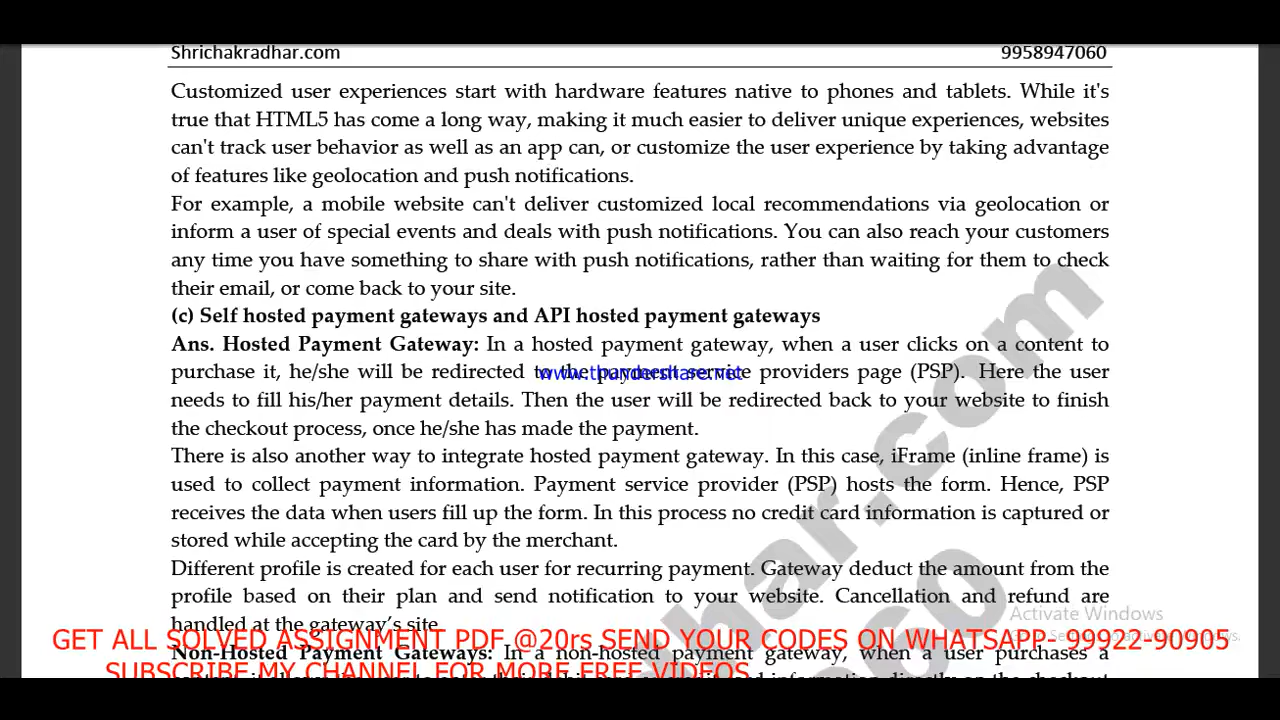 Shrichakradhar.com 9958947060
Customized user experiences start with hardware features native to phones and tablets. While it's
true that HTML5 has come a long way, making it much easier to deliver unique experiences, websites
can't track user behavior as well as an app can, or customize the user experience by taking advantage
of features like geolocation and push notifications.
For example, a mobile website can't deliver customized local recommendations via geolocation or
inform a user of special events and deals with push notifications. You can also reach your customers
any time you have something to share with push notifications, rather than waiting for them to check
their email, or come back to your site.
(c) Self hosted payment gateways and API hosted payment gateways
Ans. Hosted Payment Gateway: In a hosted payment gateway, when a user clicks on a content to
purchase it, he/she will be redirected to the payment service providers page (PSP). Here the user
www.thundershare.net
needs to fill his/her payment details. Then the user will be redirected back to your website to finish
the checkout process, once he/she has made the payment.
There is also another way to integrate hosted payment gateway. In this case, iFrame (inline frame) is
used to collect payment information. Payment service provider (PSP) hosts the form. Hence, PSP
receives the data when users fill up the form. In this process no credit card information is captured or
stored while accepting the card by the merchant.
Different profile is created for each user for recurring payment. Gateway deduct the amount from the
profile based on their plan and send notification to your website. Cancellation and refund are
handled at the gateway's site
Activate Windows
GET ALL SOLVED ASSIGNMENT PDF @20rs SEND YOUR CODES ON WHATSAPP- 99922-90905
Non-Hosted Payment Gateways: In a non-hosted payment gateway, when a user purchases a
SUBSCRIBE MY CHANNEL FOR MORE FREE VIDEOS
har.com
960